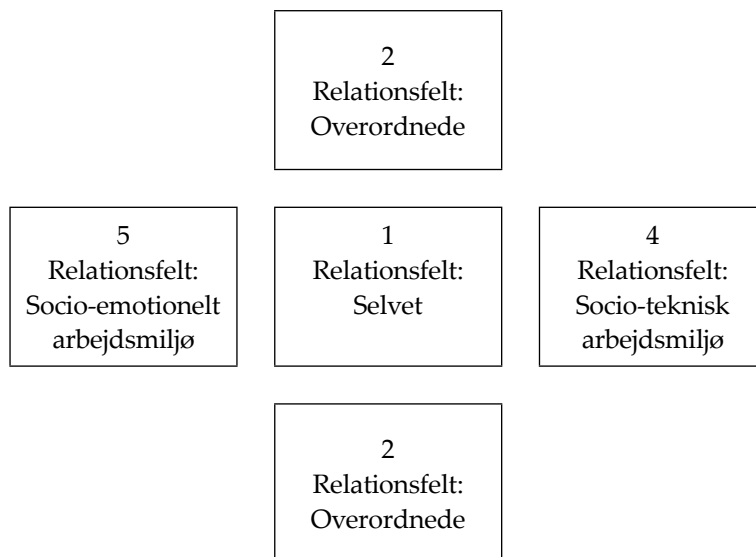 2
Relationsfelt:
Overordnede
5
Relationsfelt:
Socio-emotionelt
arbejdsmiljø
1
Relationsfelt:
Selvet
4
Relationsfelt:
Socio-teknisk
arbejdsmiljø
2
Relationsfelt:
Overordnede